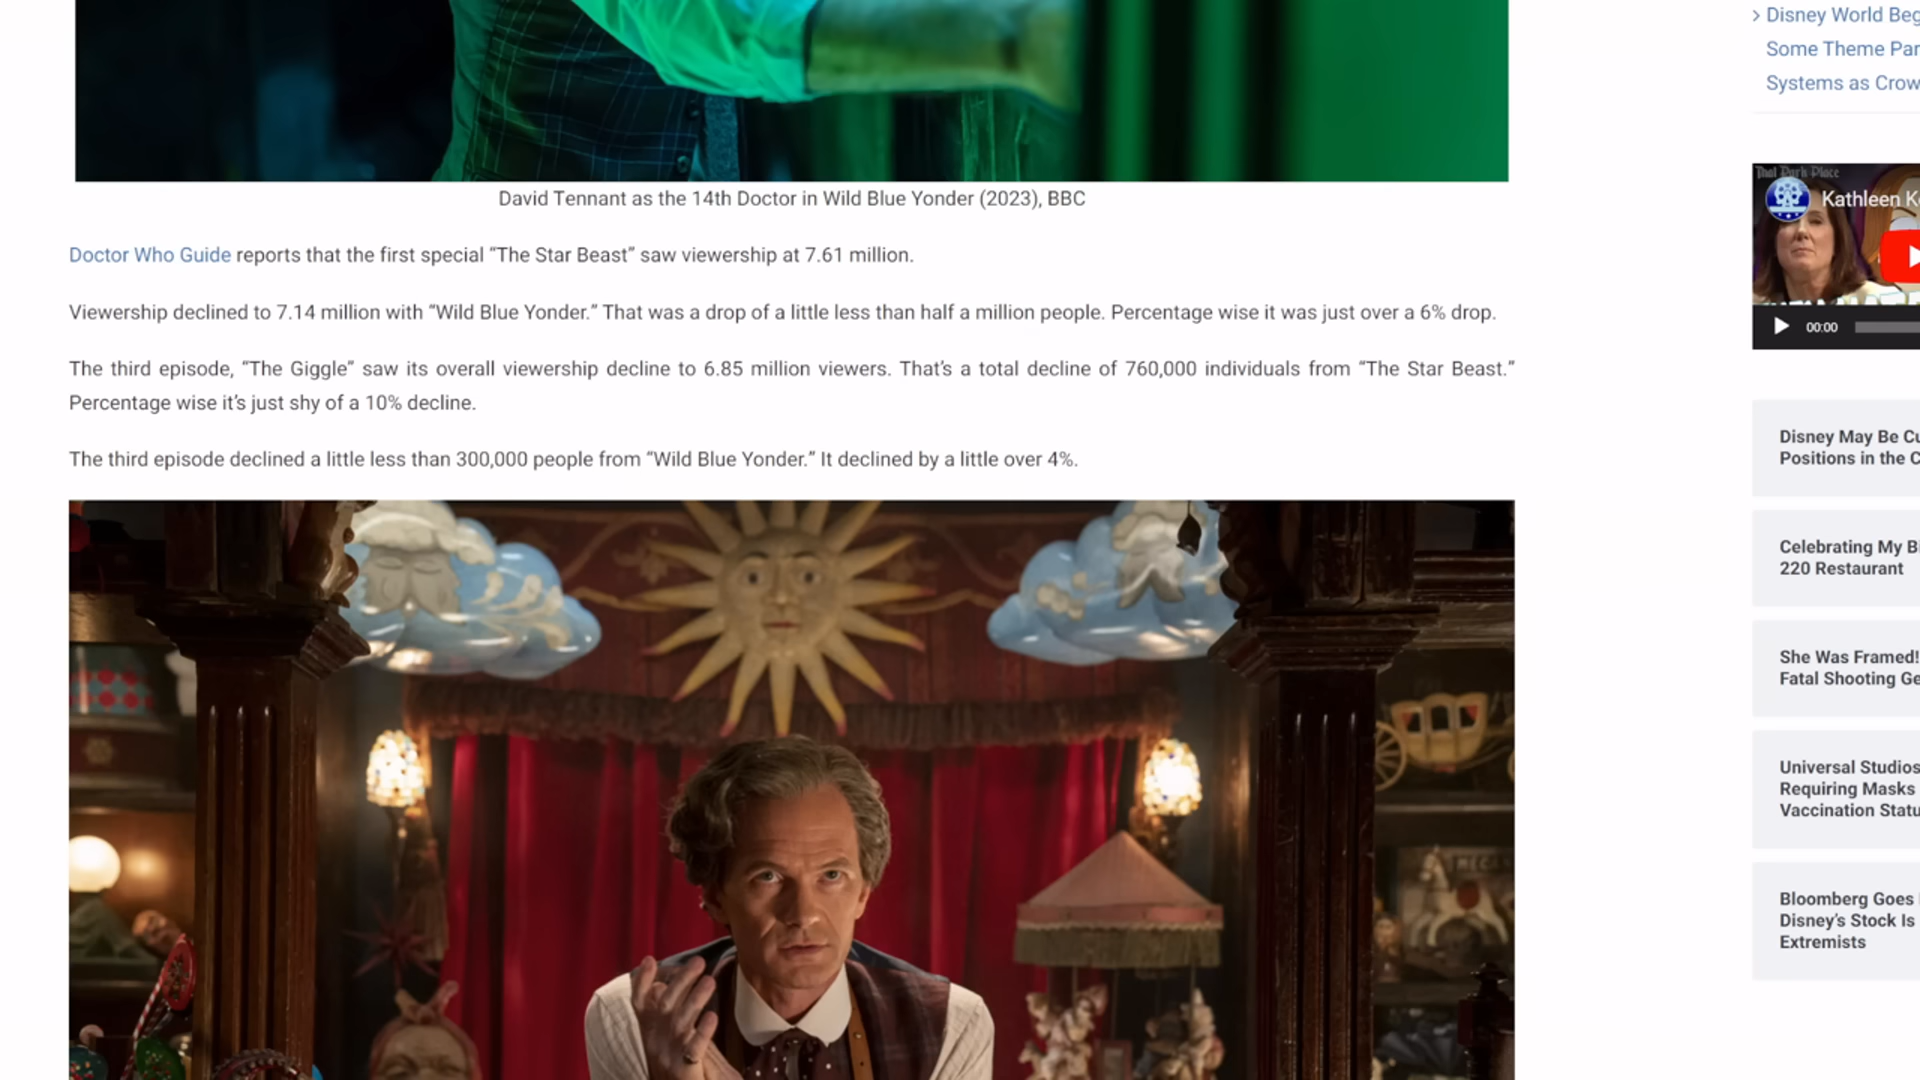 David Tennant as the 14th Doctor in Wild Blue Yonder (2023), BBC
Doctor Who Guide reports that the first special “The Star Beast” saw viewership at 7.61 million.
Viewership declined to 7.14 million with “Wild Blue Yonder.” That was a drop of a little less than half a million people. Percentage wise it was just over a 6% drop.
The third episode, “The Giggle” saw its overall viewership decline to 6.85 million viewers. That’s a total decline of 760,000 individuals from “The Star Beast.”
Percentage wise it’s just shy of a 10% decline.
The third episode declined a little less than 300,000 people from “Wild Blue Yonder.” It declined by a little over 4%.
> Disney World Beg
Some Theme Par
Systems as Crow
That Park Place
Kathleen K
00:00
Disney May Be Cu
Positions in the C
Celebrating My Bi
220 Restaurant
She Was Framed!
Fatal Shooting Ge
Universal Studios
Requiring Masks
Vaccination Statu
Bloomberg Goes
Disney’s Stock Is
Extremists